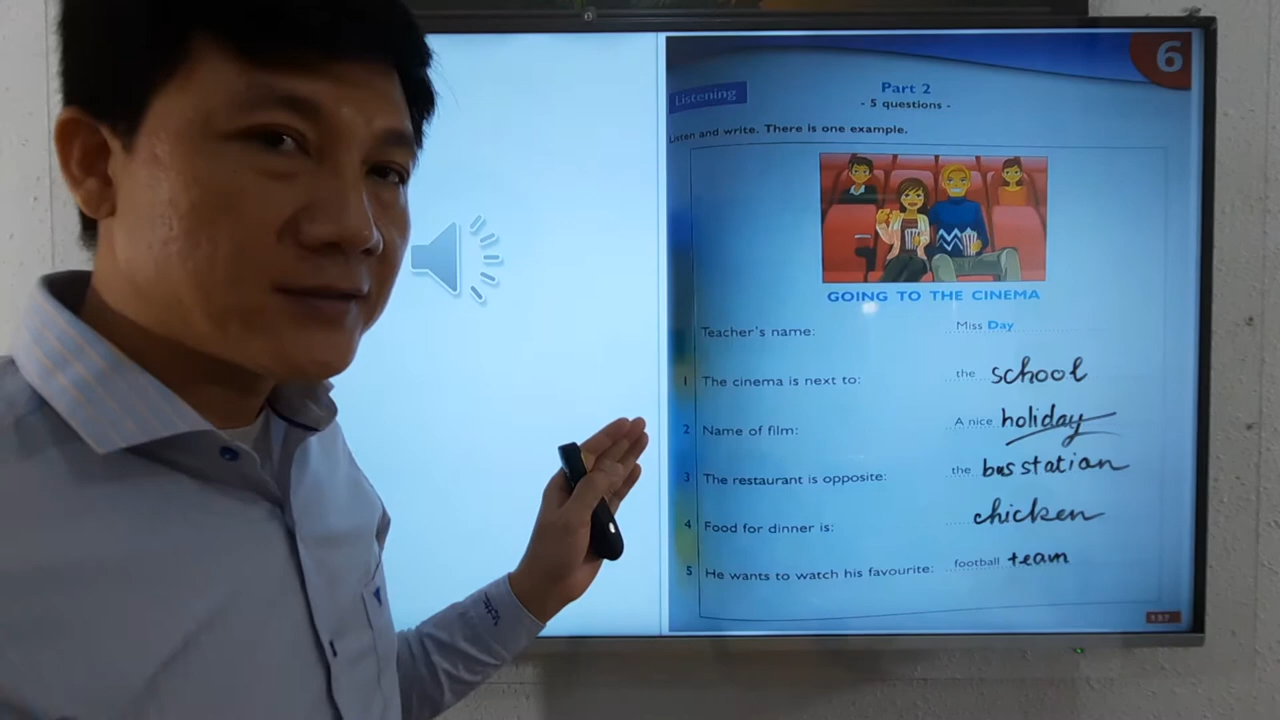 6
Listening
Part 2
- 5 questions -
Listen and write. There is one example.
GOING TO THE CINEMA
Teacher's name: Miss Day
1 The cinema is next to: the school
2 Name of film: A nice holiday
3 The restaurant is opposite: the bus station
4 Food for dinner is: chicken
5 He wants to watch his favourite: football team
137